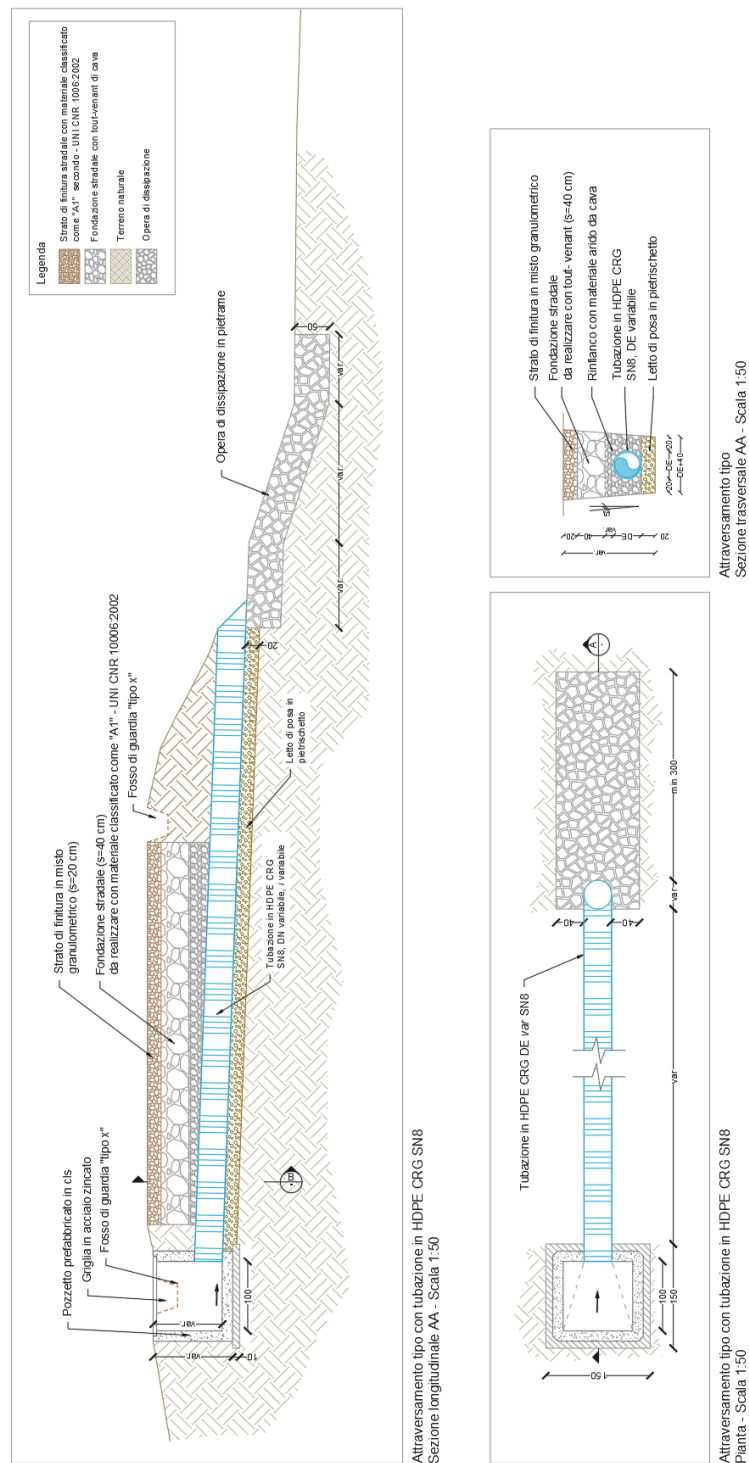 Legenda
Strato di finitura stradale con materiale classificato
come "A1" secondo - UNI CNR 1006:2002
Fondazione stradale con tout-venant di cava
Terreno naturale
Opera di dissipazione
Pozzetto prefabbricato in cls
Griglia in acciaio zincato
Fosso di guardia "tipo x"
Strato di finitura in misto
granulometrico (s=20 cm)
Fondazione stradale (s=40 cm)
da realizzare con materiale classificato come "A1" - UNI CNR 10006:2002
Fosso di guardia "tipo x"
Opera di dissipazione in pietrame
Tubazione in HDPE CRG
SN8, DN variabile, i variabile
Letto di posa in
pietrischetto
B
var.
var.
10
100
20
var.
var.
var.
50
Attraversamento tipo con tubazione in HDPE CRG SN8
Sezione longitudinale AA - Scala 1:50
Tubazione in HDPE CRG DE var SN8
A
150
100
150
var
var
min 300
40
40
Attraversamento tipo con tubazione in HDPE CRG SN8
Pianta - Scala 1:50
Strato di finitura in misto granulometrico
Fondazione stradale
da realizzare con tout- venant (s=40 cm)
Rinfianco con materiale arido da cava
Tubazione in HDPE CRG
SN8, DE variabile
Letto di posa in pietrischetto
var.
20
40
var.
DE
20
20
DE
20
DE+40
Attraversamento tipo
Sezione trasversale AA - Scala 1:50